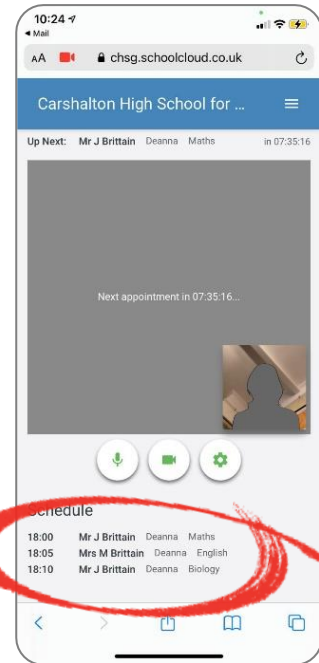 10:24
Mail
AA chsg.schoolcloud.co.uk
Carshalton High School for ...
Up Next: Mr J Brittain Deanna Maths in 07:35:16
Next appointment in 07:35:16...
Schedule
18:00 Mr J Brittain Deanna Maths
18:05 Mrs M Brittain Deanna English
18:10 Mr J Brittain Deanna Biology